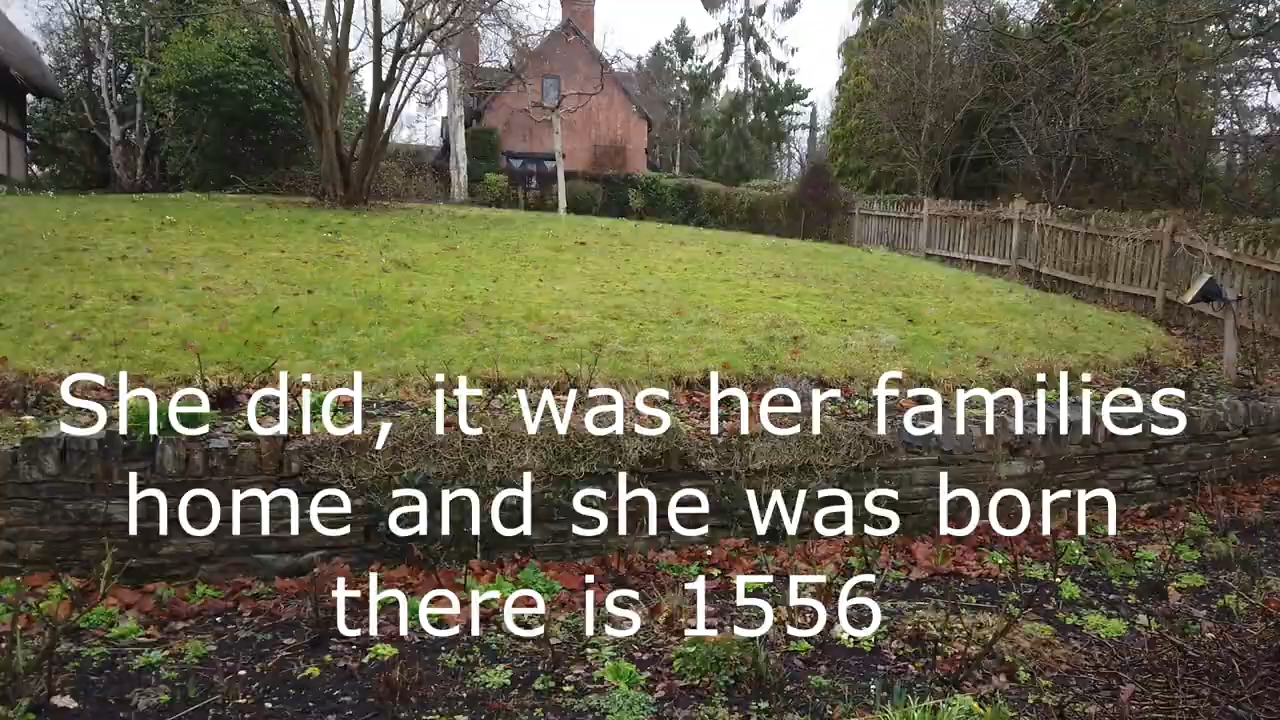 She did, it was her families
home and she was born
there is 1556